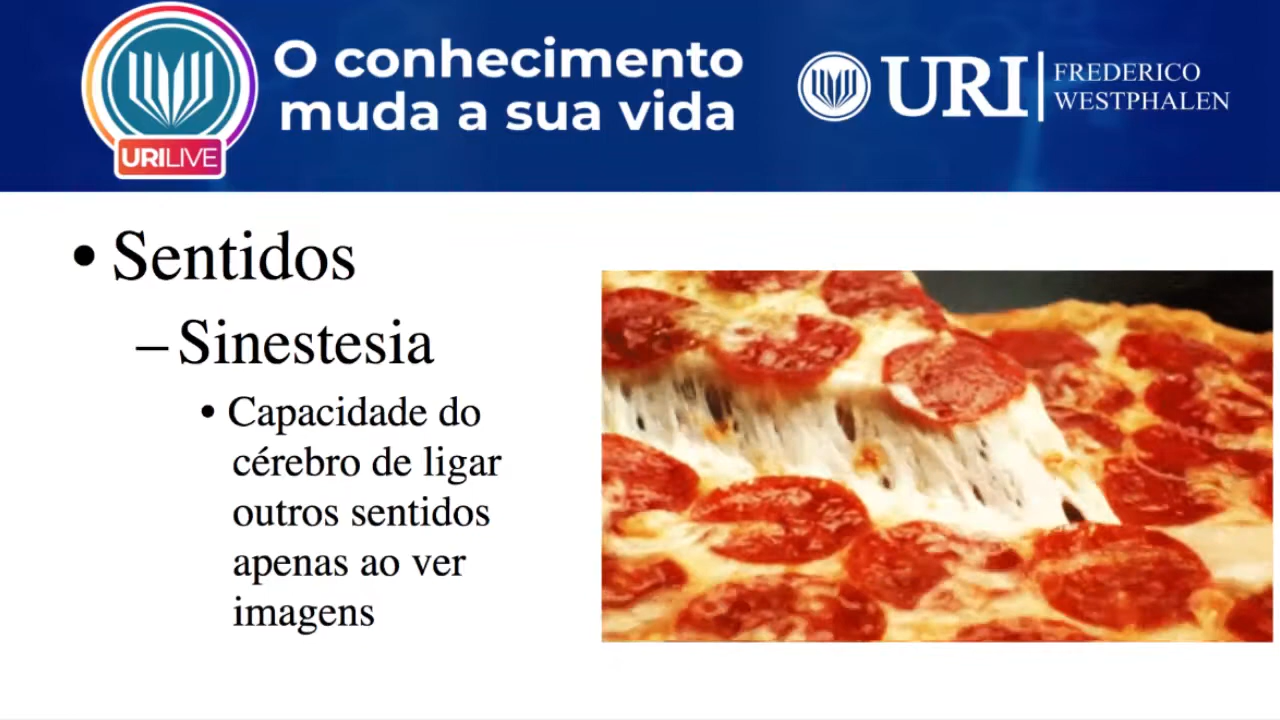 O conhecimento
muda a sua vida
URILIVE
URI
FREDERICO
WESTPHALEN
• Sentidos
– Sinestesia
• Capacidade do
cérebro de ligar
outros sentidos
apenas ao ver
imagens